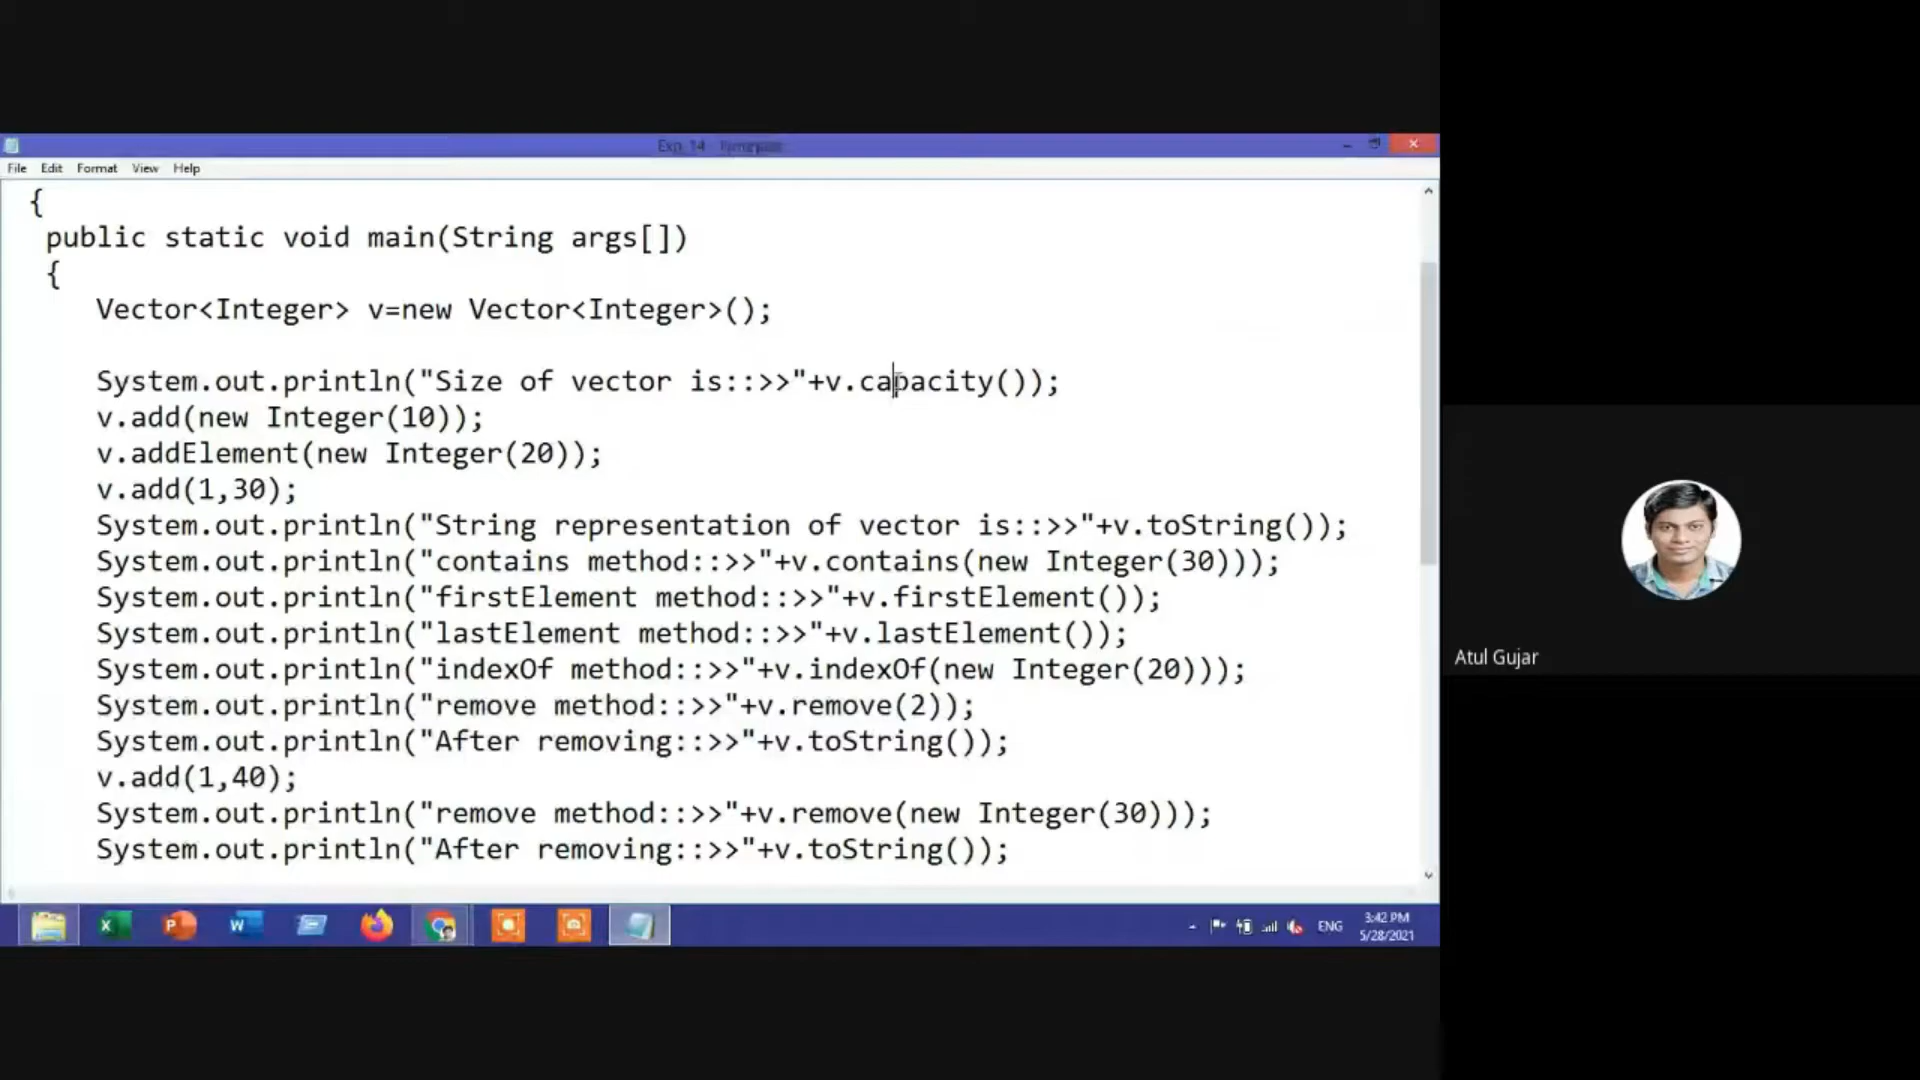 Exp. 14 - Notepad
File Edit Format View Help
{
public static void main(String args[])
{
Vector<Integer> v=new Vector<Integer>();
System.out.println("Size of vector is::>>"+v.capacity());
v.add(new Integer(10));
v.addElement(new Integer(20));
v.add(1,30);
System.out.println("String representation of vector is::>>"+v.toString());
System.out.println("contains method::>>"+v.contains(new Integer(30)));
System.out.println("firstElement method::>>"+v.firstElement());
System.out.println("lastElement method::>>"+v.lastElement());
System.out.println("indexOf method::>>"+v.indexOf(new Integer(20)));
System.out.println("remove method::>>"+v.remove(2));
System.out.println("After removing::>>"+v.toString());
v.add(1,40);
System.out.println("remove method::>>"+v.remove(new Integer(30)));
System.out.println("After removing::>>"+v.toString());
Atul Gujar
ENG
3:42 PM
5/28/2021